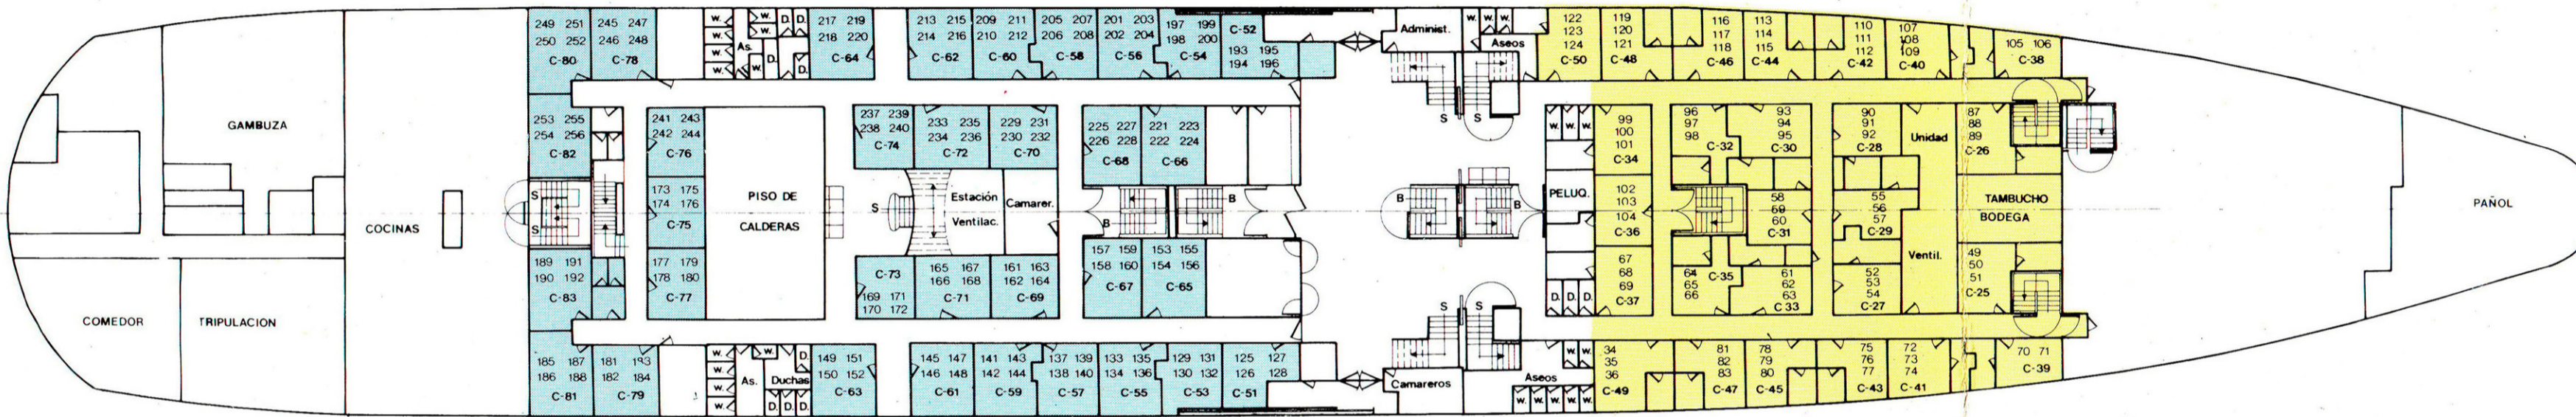 GAMBUZA
COCINAS
COMEDOR
TRIPULACION
249 251
250 252
C-80
245 247
246 248
C-78
W.
W.
W.
W.
As.
W.
W.
W.
D.
D.
D.
D.
217 219
218 220
C-64
213 215
214 216
C-62
209 211
210 212
C-60
205 207
206 208
C-58
201 203
202 204
C-56
197 199
198 200
C-54
C-52
193 195
194 196
Administ.
W.
W.
W.
Aseos
122
123
124
C-50
119
120
121
C-48
116
117
118
C-46
113
114
115
C-44
110
111
112
C-42
107
108
109
C-40
105 106
C-38
253 255
254 256
C-82
241 243
242 244
C-76
237 239
238 240
C-74
233 235
234 236
C-72
229 231
230 232
C-70
225 227
226 228
C-68
221 223
222 224
C-66
S
S
W.
W.
W.
99
100
101
C-34
96
97
98
C-32
93
94
95
C-30
90
91
92
C-28
Unidad
87
88
89
C-26
S
S
173 175
174 176
C-75
PISO DE
CALDERAS
S
Estación
Ventilac.
Camarer.
B
B
B
B
PELUQ.
102
103
104
C-36
58
59
60
C-31
55
56
57
C-29
TAMBUCHO
BODEGA
PAÑOL
189 191
190 192
C-83
177 179
178 180
C-77
C-73
169 171
170 172
165 167
166 168
C-71
161 163
162 164
C-69
157 159
158 160
C-67
153 155
154 156
C-65
S
S
D.
D.
D.
67
68
69
C-37
64
65
66
C-35
61
62
63
C 33
52
53
54
C-27
Ventil.
49
50
51
C-25
185 187
186 188
C-81
181 183
182 184
C-79
W.
W.
W.
W.
As.
W.
D.
D.
Duchas
D.
D.
D.
149 151
150 152
C-63
145 147
146 148
C-61
141 143
142 144
C-59
137 139
138 140
C-57
133 135
134 136
C-55
129 131
130 132
C-53
125 127
126 128
C-51
Camareros
Aseos
W.
W.
W.
W.
W.
W.
W.
34
35
36
C-49
81
82
83
C-47
78
79
80
C-45
75
76
77
C-43
72
73
74
C-41
70 71
C-39